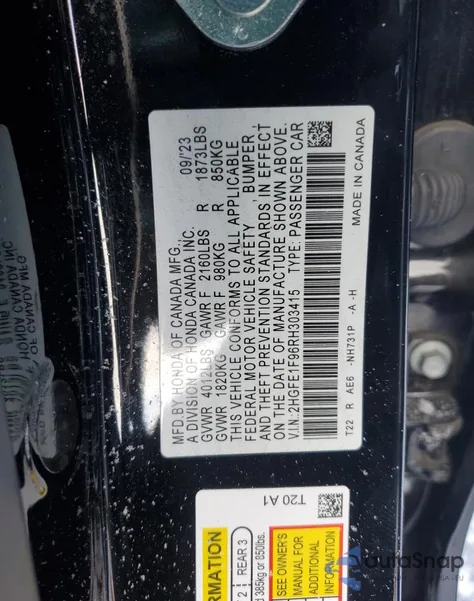 MFD BY HONDA OF CANADA MFG., 09/'23
A DIVISION OF HONDA CANADA INC.
GVWR 4012LBS GAWR F 2160LBS R 1873LBS
GVWR 1820KG GAWR F 980KG R 850KG
THIS VEHICLE CONFORMS TO ALL APPLICABLE
FEDERAL MOTOR VEHICLE SAFETY BUMPER,
AND THEFT PREVENTION STANDARDS IN EFFECT
ON THE DATE OF MANUFACTURE SHOWN ABOVE.
V.I.N.:2HGFE1F96RH303415 TYPE: PASSENGER CAR
T22 R AE6 -NH731P -A -H MADE IN CANADA
T20 A1
REAR 3
385kg or 850lbs.
SEE OWNER'S
MANUAL FOR
ADDITIONAL
INFORMATION
AutoSnap